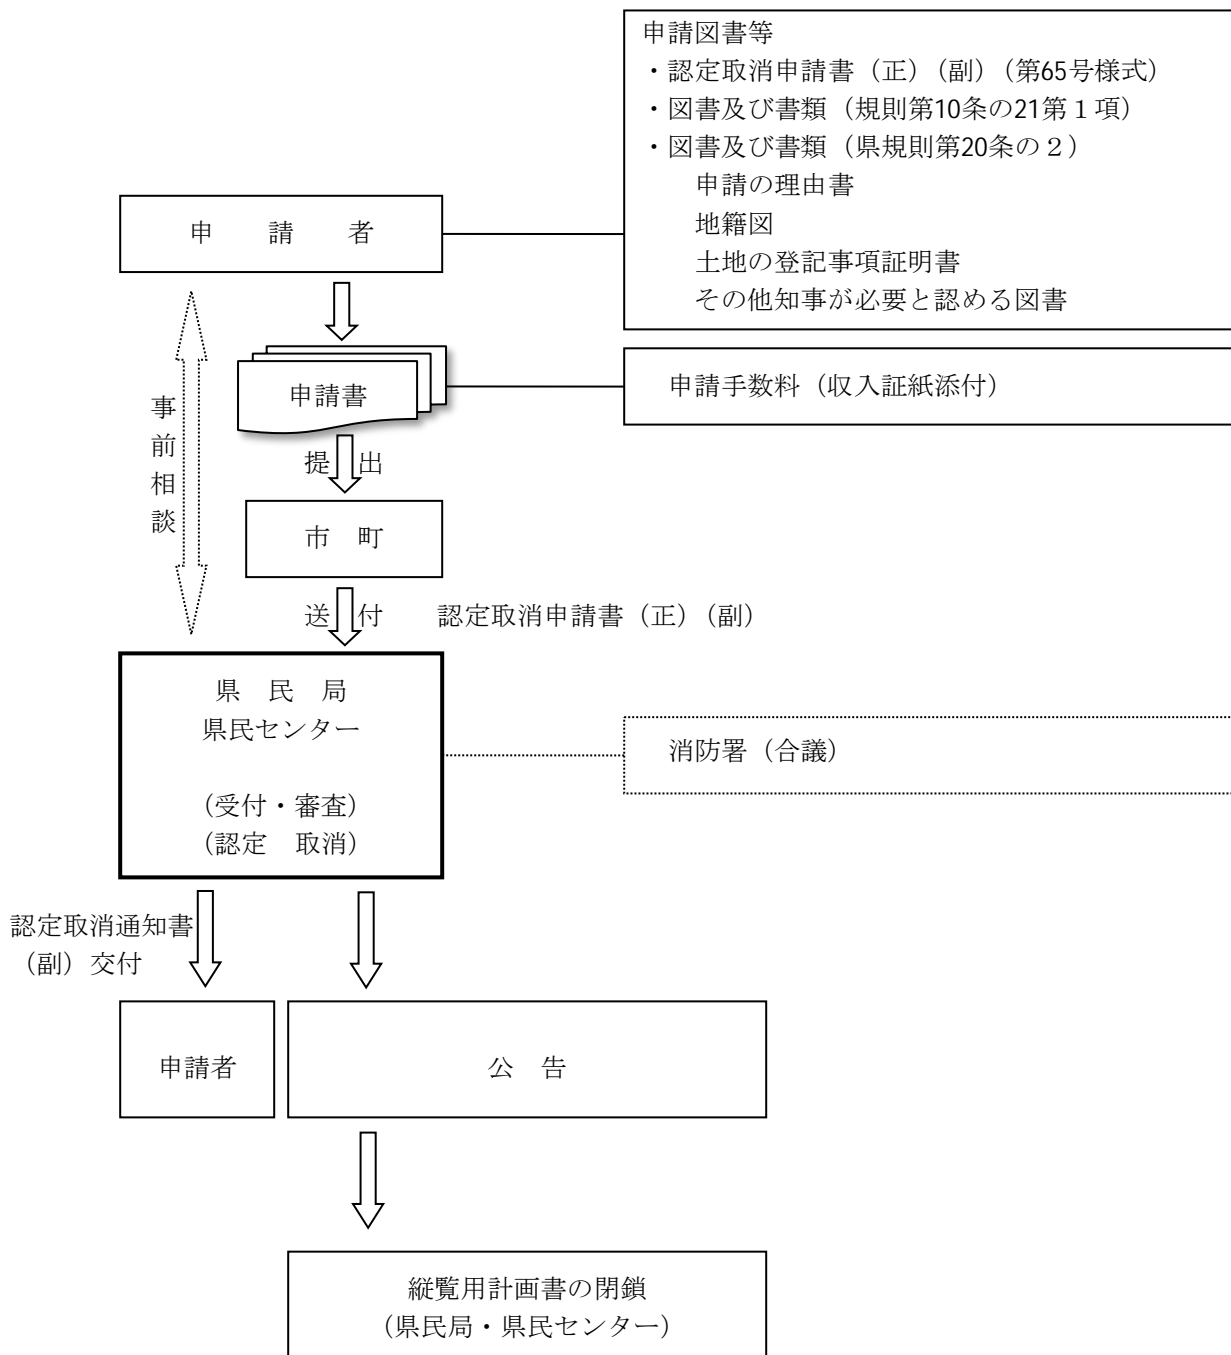 申請図書等
・認定取消申請書（正）（副）（第65号様式）
・図書及び書類（規則第10条の21第１項）
・図書及び書類（県規則第20条の２）
申請の理由書
地籍図
土地の登記事項証明書
その他知事が必要と認める図書
申　請　者
申請書
申請手数料（収入証紙添付）
事前相談
提出
市　町
送付
認定取消申請書（正）（副）
県　民　局
県民センター
（受付・審査）
（認定　取消）
消防署（合議）
認定取消通知書
（副）交付
申請者
公　告
縦覧用計画書の閉鎖
（県民局・県民センター）